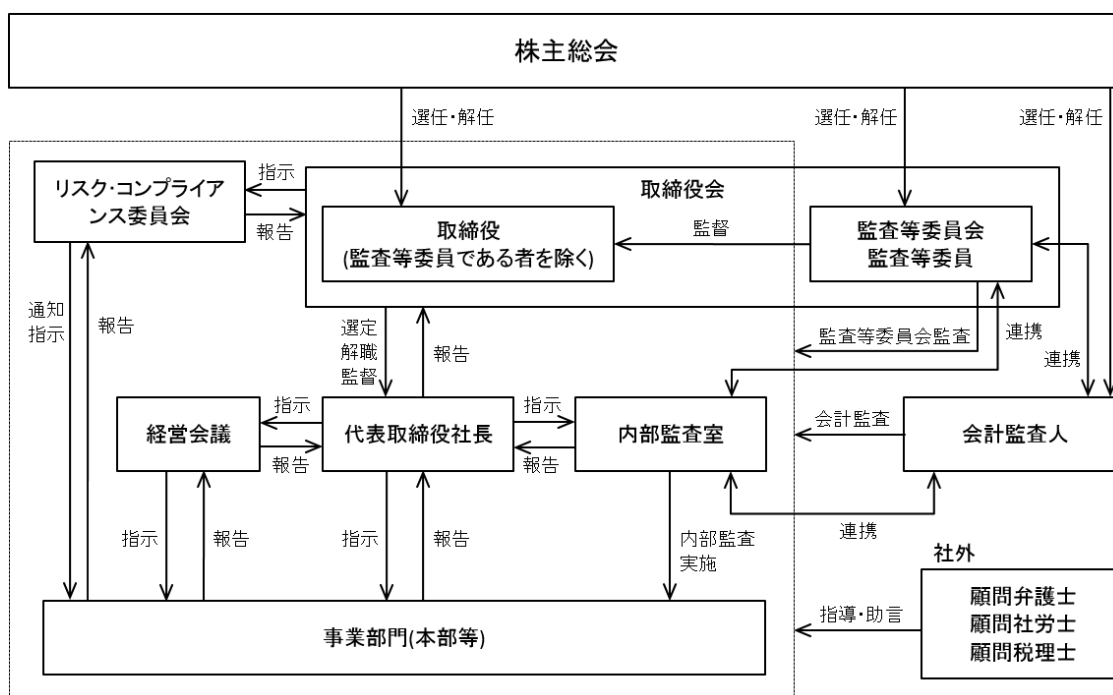 株主総会
選任・解任
選任・解任
選任・解任
リスク・コンプライア
ンス委員会
指示
報告
取締役会
取締役
(監査等委員である者を除く)
監督
監査等委員会
監査等委員
通知
指示
報告
選定
解職
監督
報告
監査等委員会監査
連携
連携
経営会議
指示
報告
代表取締役社長
指示
報告
内部監査室
会計監査
会計監査人
指示
報告
指示
報告
内部監査
実施
連携
社外
事業部門(本部等)
指導・助言
顧問弁護士
顧問社労士
顧問税理士